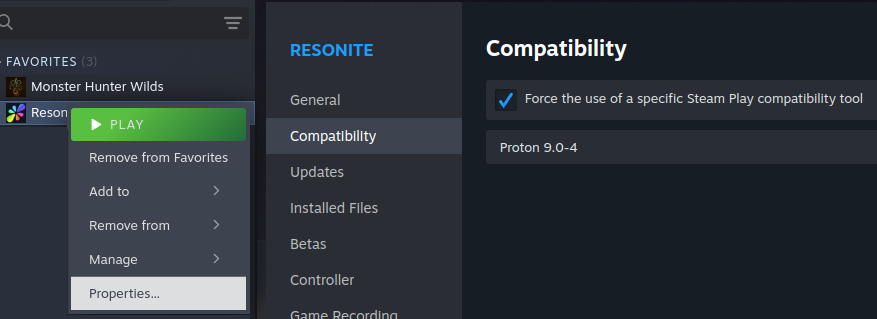 FAVORITES (3)
Monster Hunter Wilds
Reson
PLAY
Remove from Favorites
Add to
Remove from
Manage
Properties...
RESONITE
General
Compatibility
Updates
Installed Files
Betas
Controller
Game Recording
Compatibility
Force the use of a specific Steam Play compatibility tool
Proton 9.0-4